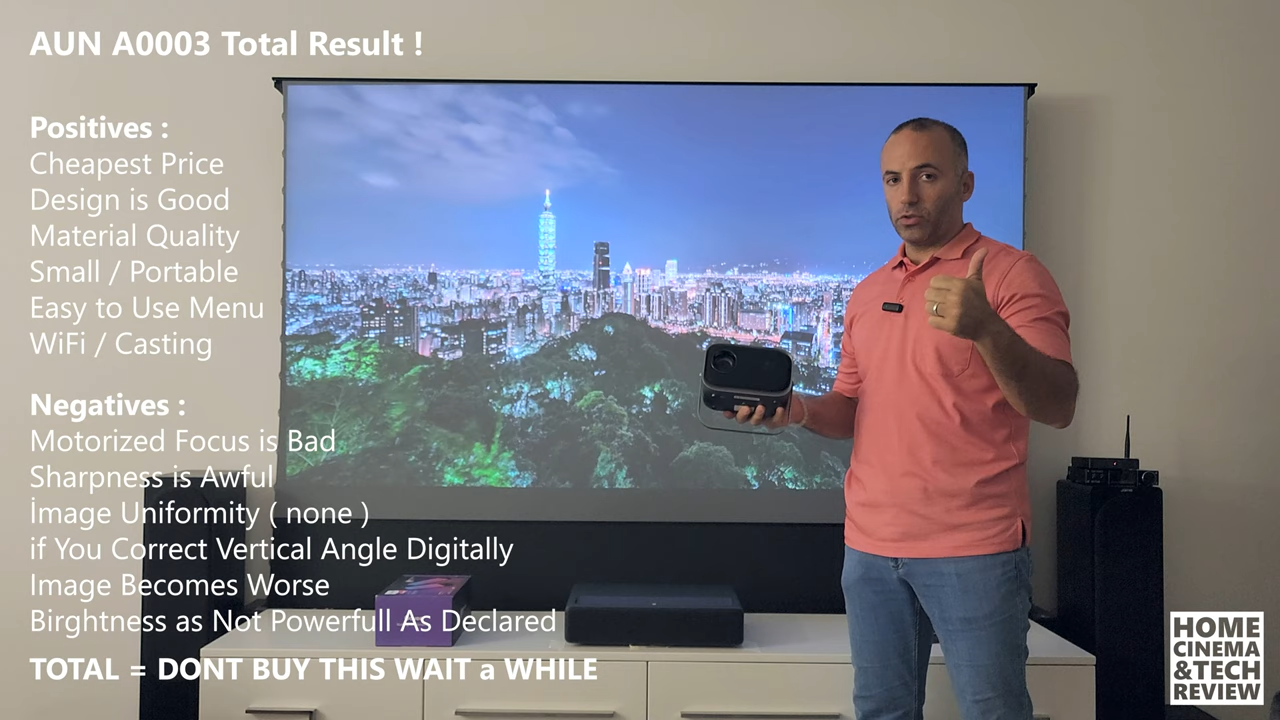 AUN A0003 Total Result !
Positives :
Cheapest Price
Design is Good
Material Quality
Small / Portable
Easy to Use Menu
WiFi / Casting
Negatives :
Motorized Focus is Bad
Sharpness is Awful
İmage Uniformity ( none )
if You Correct Vertical Angle Digitally
Image Becomes Worse
Birghtness as Not Powerfull As Declared
TOTAL = DONT BUY THIS WAIT a WHILE
HOME
CINEMA
&TECH
REVIEW